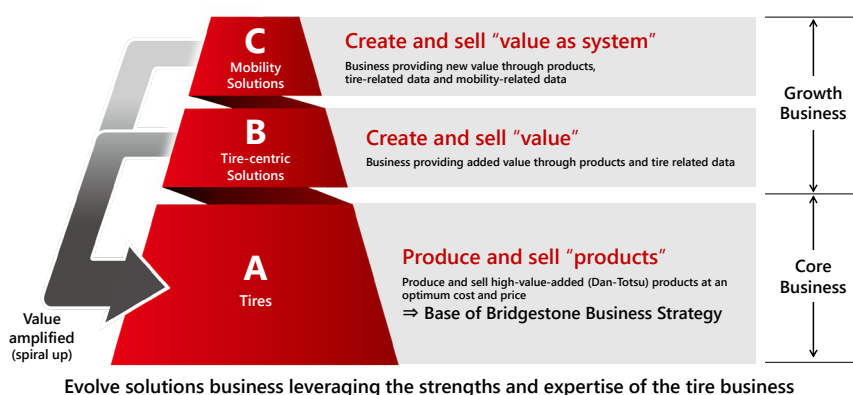 C
Mobility
Solutions
Create and sell “value as system”
Business providing new value through products,
tire-related data and mobility-related data
Growth
Business
B
Tire-centric
Solutions
Create and sell “value”
Business providing added value through products and tire related data
A
Tires
Produce and sell “products”
Produce and sell high-value-added (Dan-Totsu) products at an
optimum cost and price
⇒ Base of Bridgestone Business Strategy
Core
Business
Value
amplified
(spiral up)
Evolve solutions business leveraging the strengths and expertise of the tire business